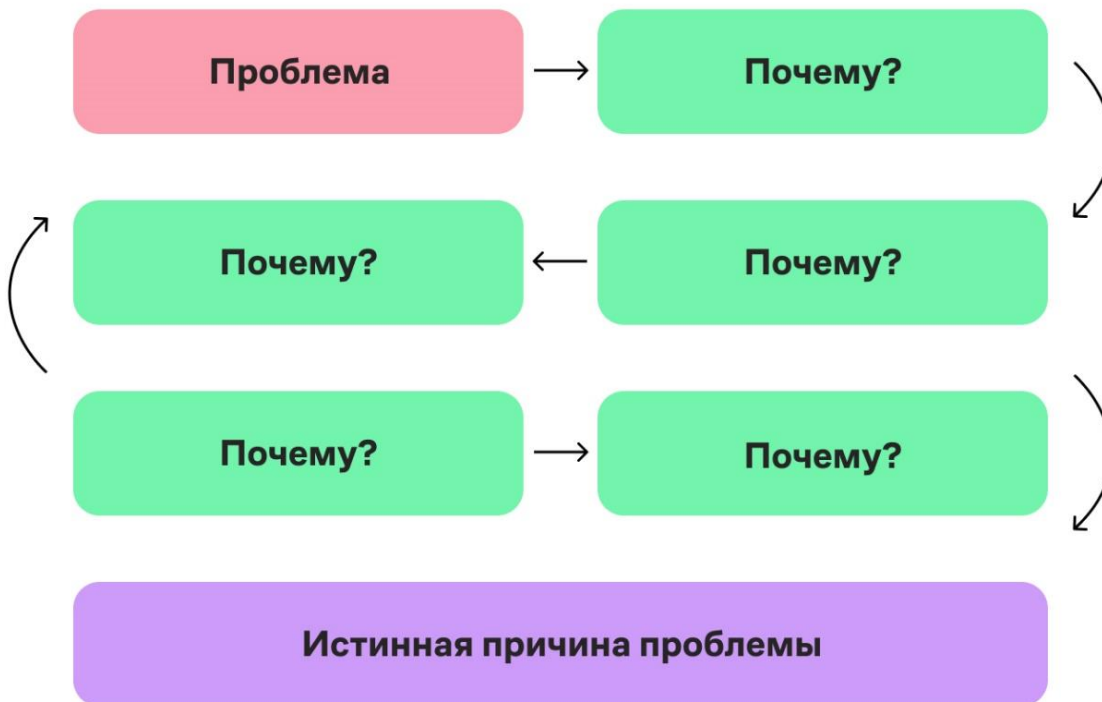 Проблема
Почему?
Почему?
Почему?
Почему?
Почему?
Истинная причина проблемы